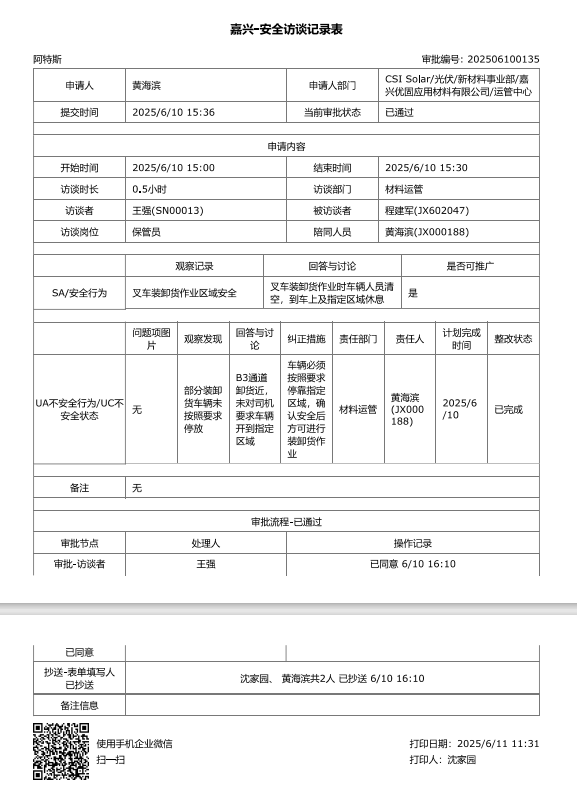 嘉兴-安全访谈记录表
阿特斯 审批编号: 202506100135
申请人 黄海滨 申请人部门 CSI Solar/光伏/新材料事业部/嘉
兴优固应用材料有限公司/运管中心
提交时间 2025/6/10 15:36 当前审批状态 已通过
申请内容
开始时间 2025/6/10 15:00 结束时间 2025/6/10 15:30
访谈时长 0.5小时 访谈部门 材料运管
访谈者 王强(SN00013) 被访谈者 程建军(JX602047)
访谈岗位 保管员 陪同人员 黄海滨(JX000188)
观察记录 回答与讨论 是否可推广
SA/安全行为 叉车装卸货作业区域安全 叉车装卸货作业时车辆人员清
空，到车上及指定区域休息 是
问题项图
片 观察发现 回答与讨
论 纠正措施 责任部门 责任人 计划完成
时间 整改状态
UA不安全行为/UC不
安全状态 无
部分装卸
货车辆未
按照要求
停放
B3通道
卸货近，
未对司机
要求车辆
开到指定
区域
车辆必须
按照要求
停靠指定
区域，确
认安全后
方可进行
装卸货作
业
材料运管
黄海滨
(JX000
188)
2025/6
/10
已完成
备注 无
审批流程-已通过
审批节点 处理人 操作记录
审批-访谈者 王强 已同意 6/10 16:10
已同意
抄送-表单填写人
已抄送 沈家园、 黄海滨共2人 已抄送 6/10 16:10
备注信息
使用手机企业微信
扫一扫
打印日期: 2025/6/11 11:31
打印人: 沈家园